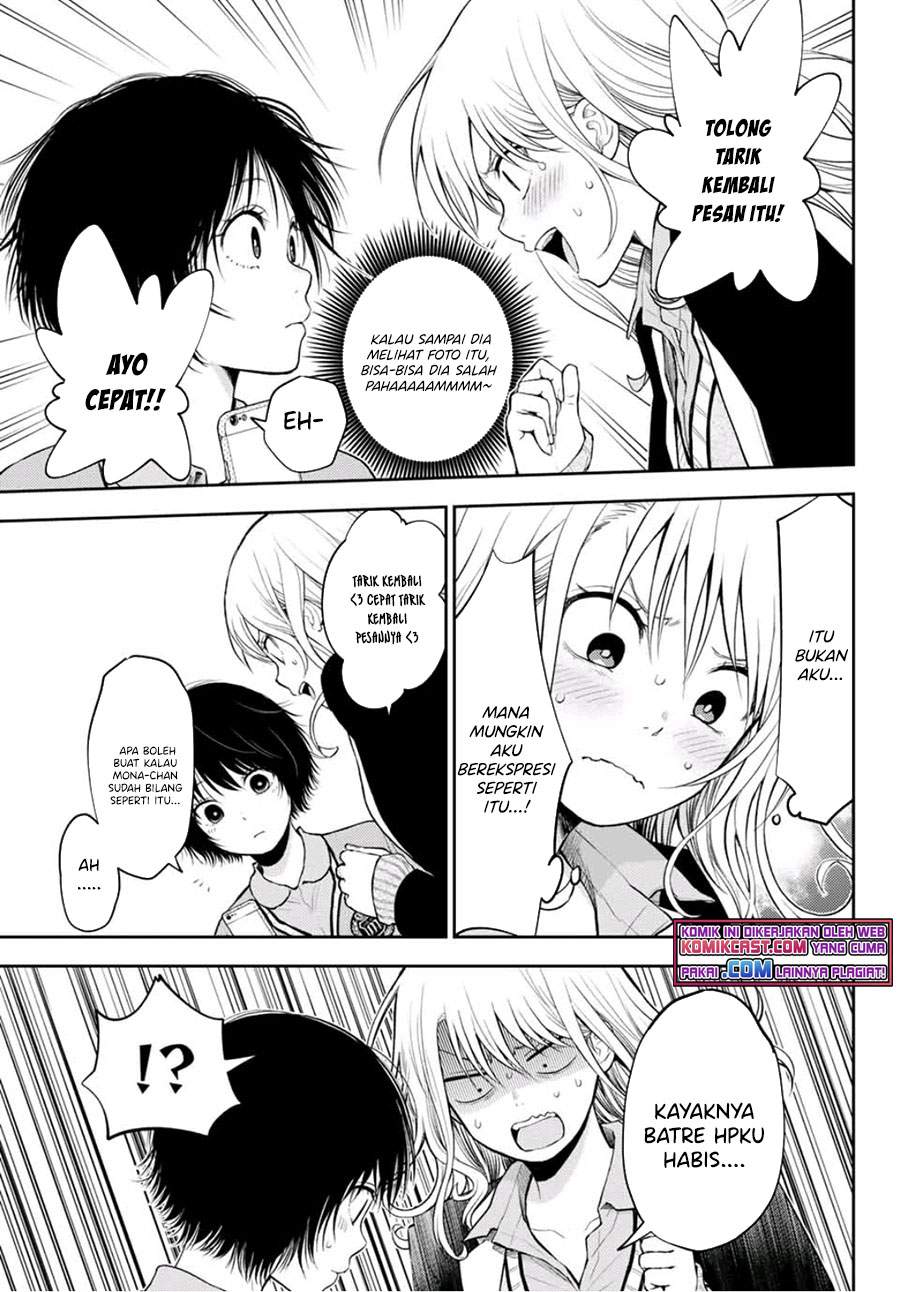 TOLONG
TARIK
KEMBALI
PESAN ITU!
KALAU SAMPAI DIA
MELIHAT FOTO ITU,
BISA-BISA DIA SALAH
PAHAAAAAMMMM~
AYO
CEPAT!!
EH-
ITU
BUKAN
AKU...
MANA
MUNGKIN
AKU
BEREKSPRESI
SEPERTI
ITU...!
TARIK KEMBALI
<3 CEPAT TARIK
KEMBALI
PESANNYA <3
APA BOLEH
BUAT KALAU
MONA-CHAN
SUDAH BILANG
SEPERTI ITU...
AH
.....
KOMIK INI DIKERJAKAN OLEH WEB
KOMIKCAST.COM YANG CUMA
PAKAI .COM LAINNYA PLAGIAT!
KAYAKNYA
BATRE HPKU
HABIS....
!?